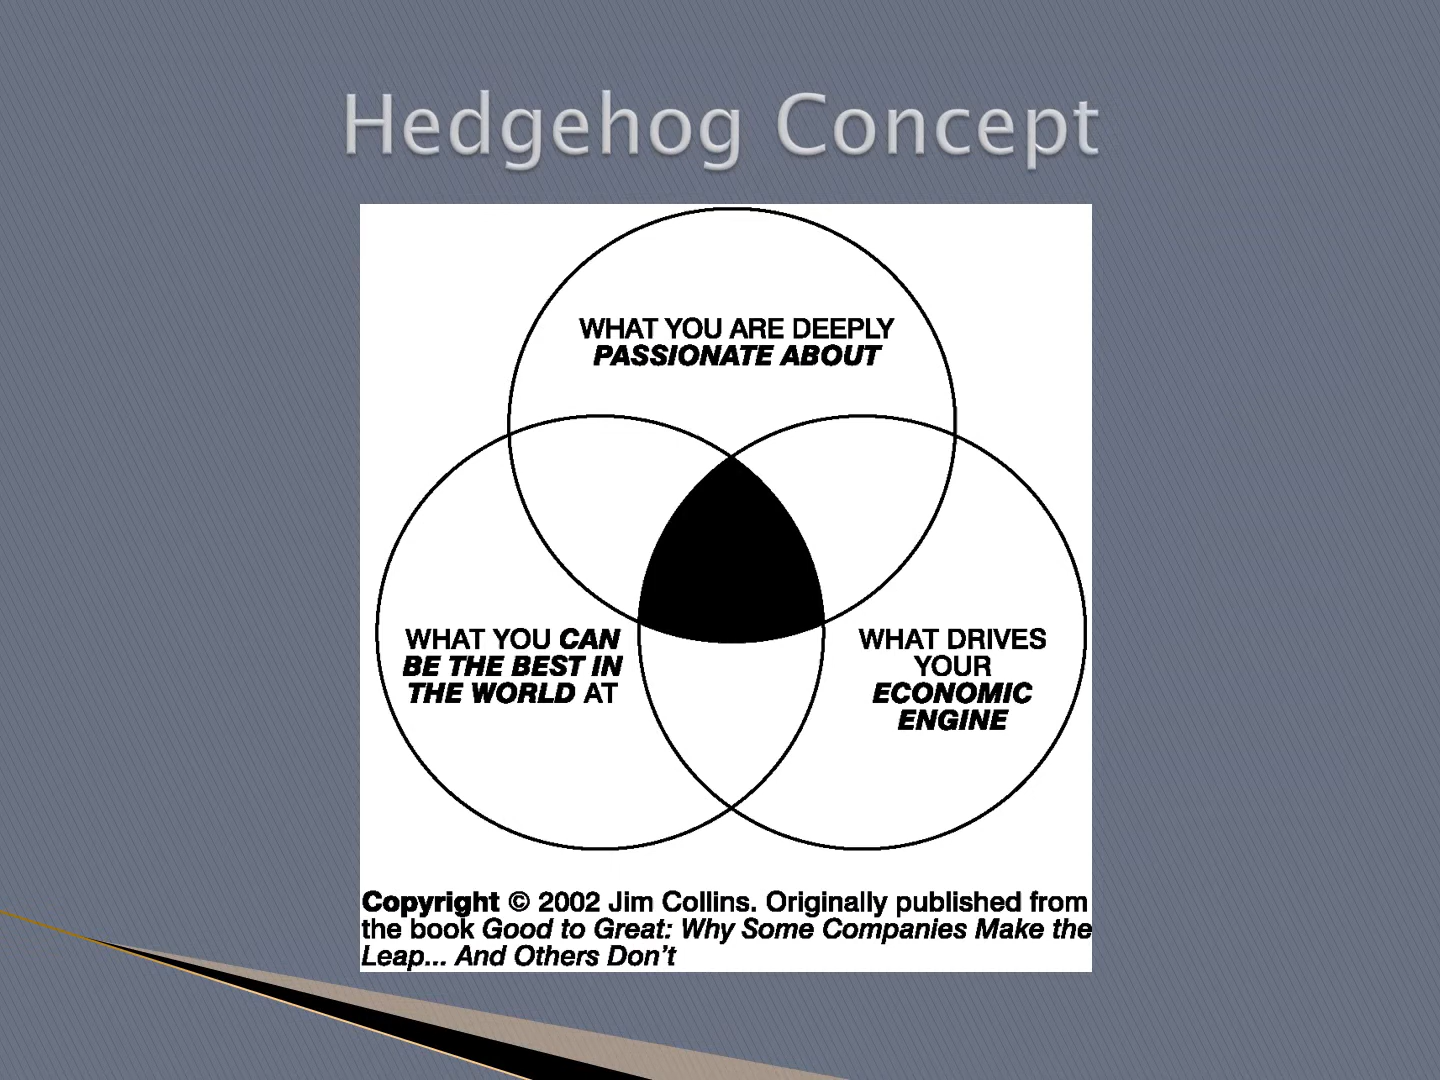 Hedgehog Concept
WHAT YOU ARE DEEPLY
PASSIONATE ABOUT
WHAT YOU CAN
BE THE BEST IN
THE WORLD AT
WHAT DRIVES
YOUR
ECONOMIC
ENGINE
Copyright © 2002 Jim Collins. Originally published from
the book Good to Great: Why Some Companies Make the
Leap... And Others Don't